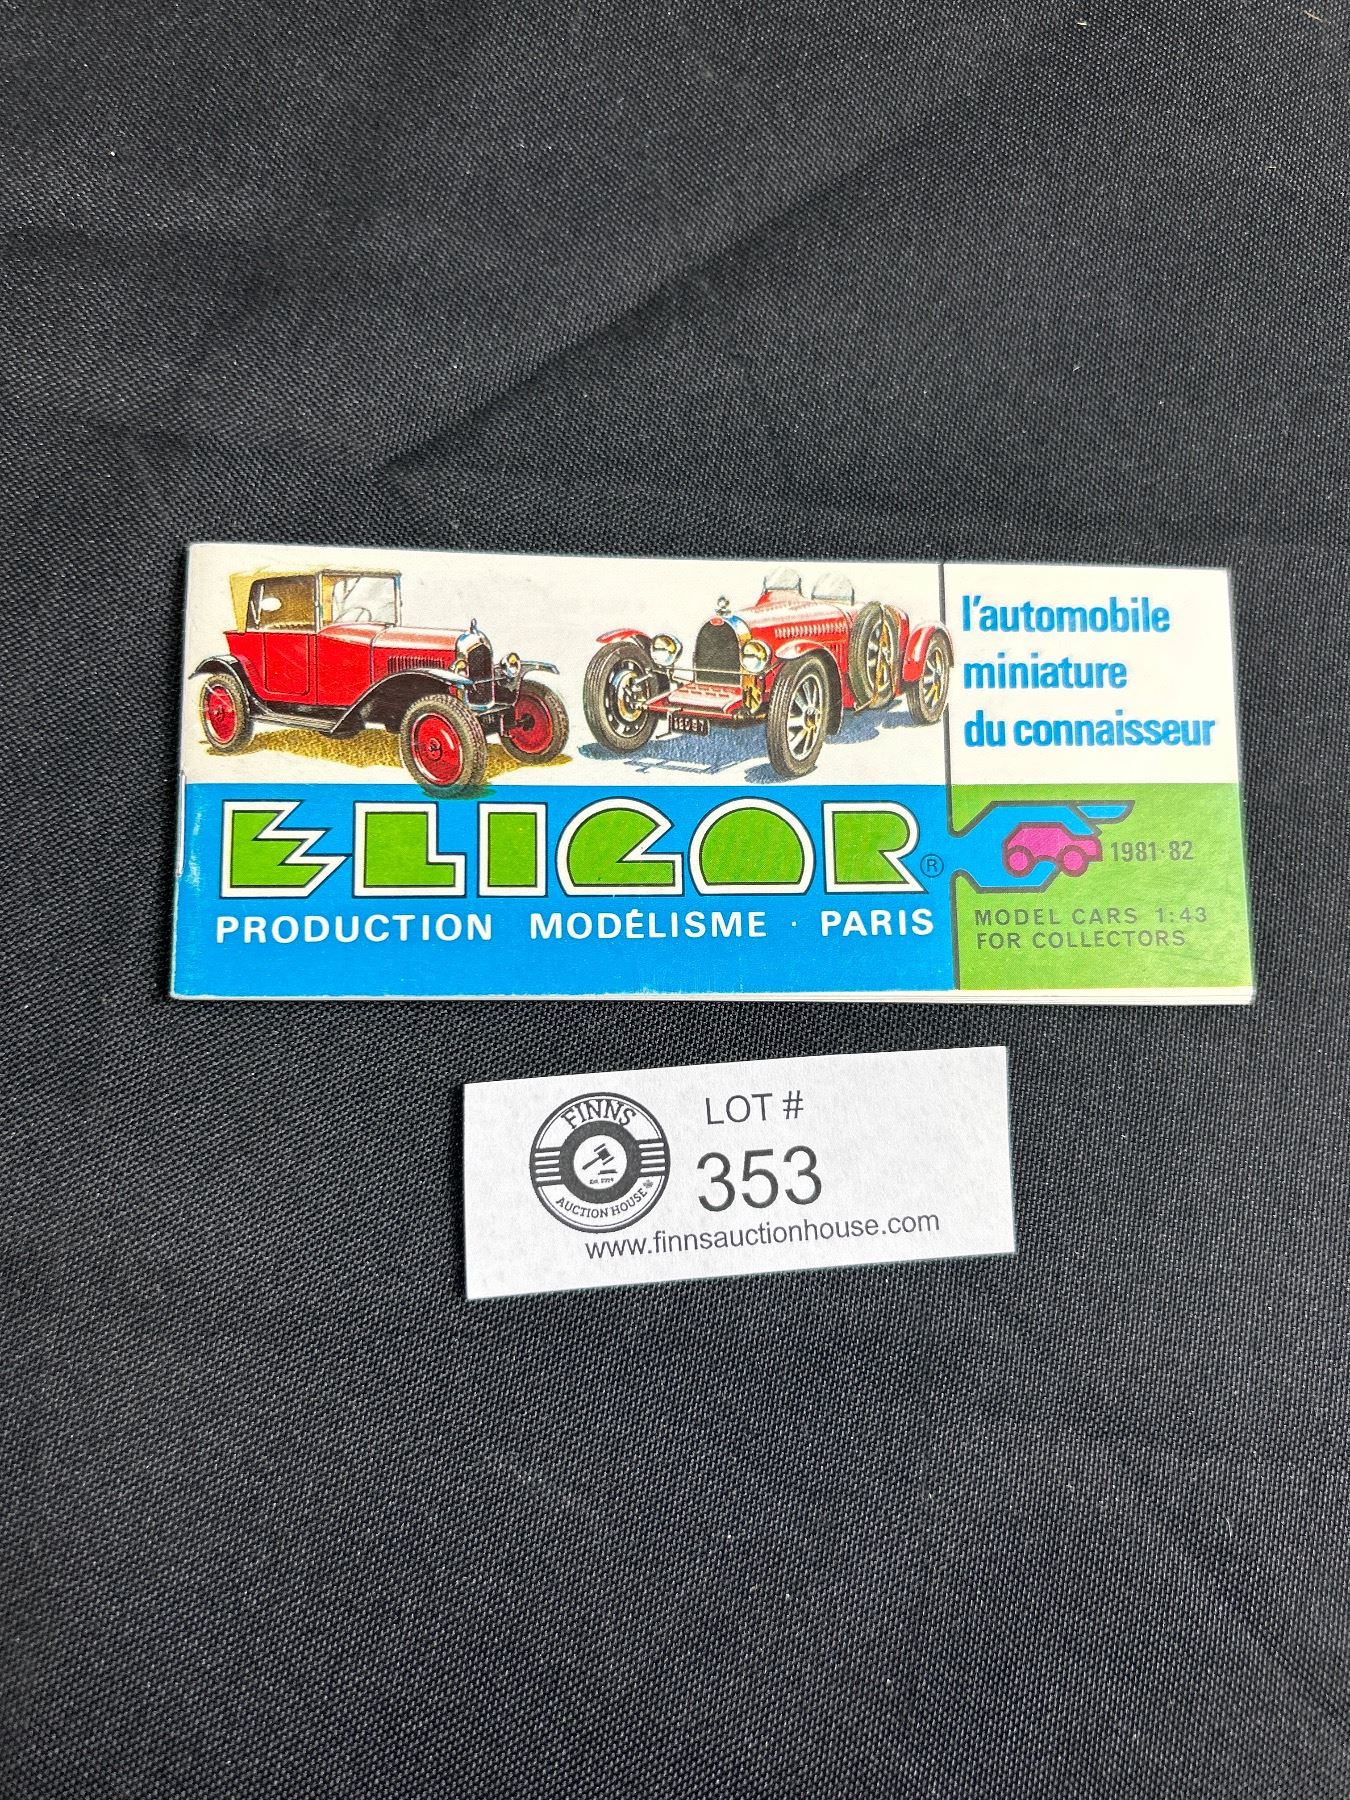 l'automobile
miniature
du connaisseur
ELIGOR ®
PRODUCTION MODÉLISME · PARIS
1981-82
MODEL CARS 1:43
FOR COLLECTORS
FINNS
AUCTION HOUSE
LOT #
353
www.finnsauctionhouse.com